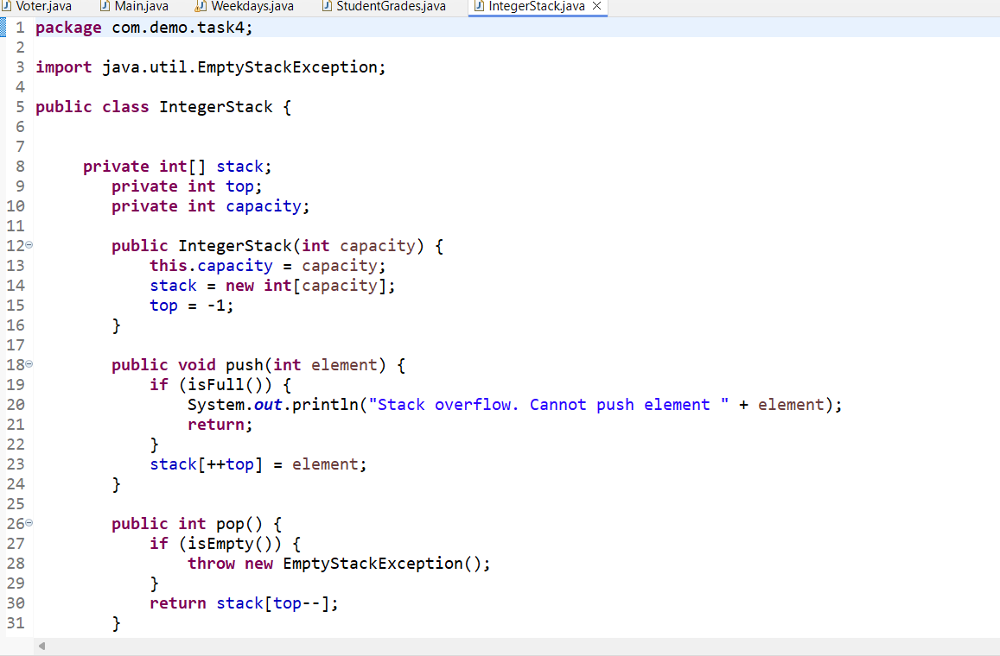 Voter.java Main.java Weekdays.java StudentGrades.java IntegerStack.java
1 package com.demo.task4;
2
3 import java.util.EmptyStackException;
4
5 public class IntegerStack {
6
7
8 private int[] stack;
9 private int top;
10 private int capacity;
11
12 public IntegerStack(int capacity) {
13 this.capacity = capacity;
14 stack = new int[capacity];
15 top = -1;
16 }
17
18 public void push(int element) {
19 if (isFull()) {
20 System.out.println("Stack overflow. Cannot push element " + element);
21 return;
22 }
23 stack[++top] = element;
24 }
25
26 public int pop() {
27 if (isEmpty()) {
28 throw new EmptyStackException();
29 }
30 return stack[top--];
31 }